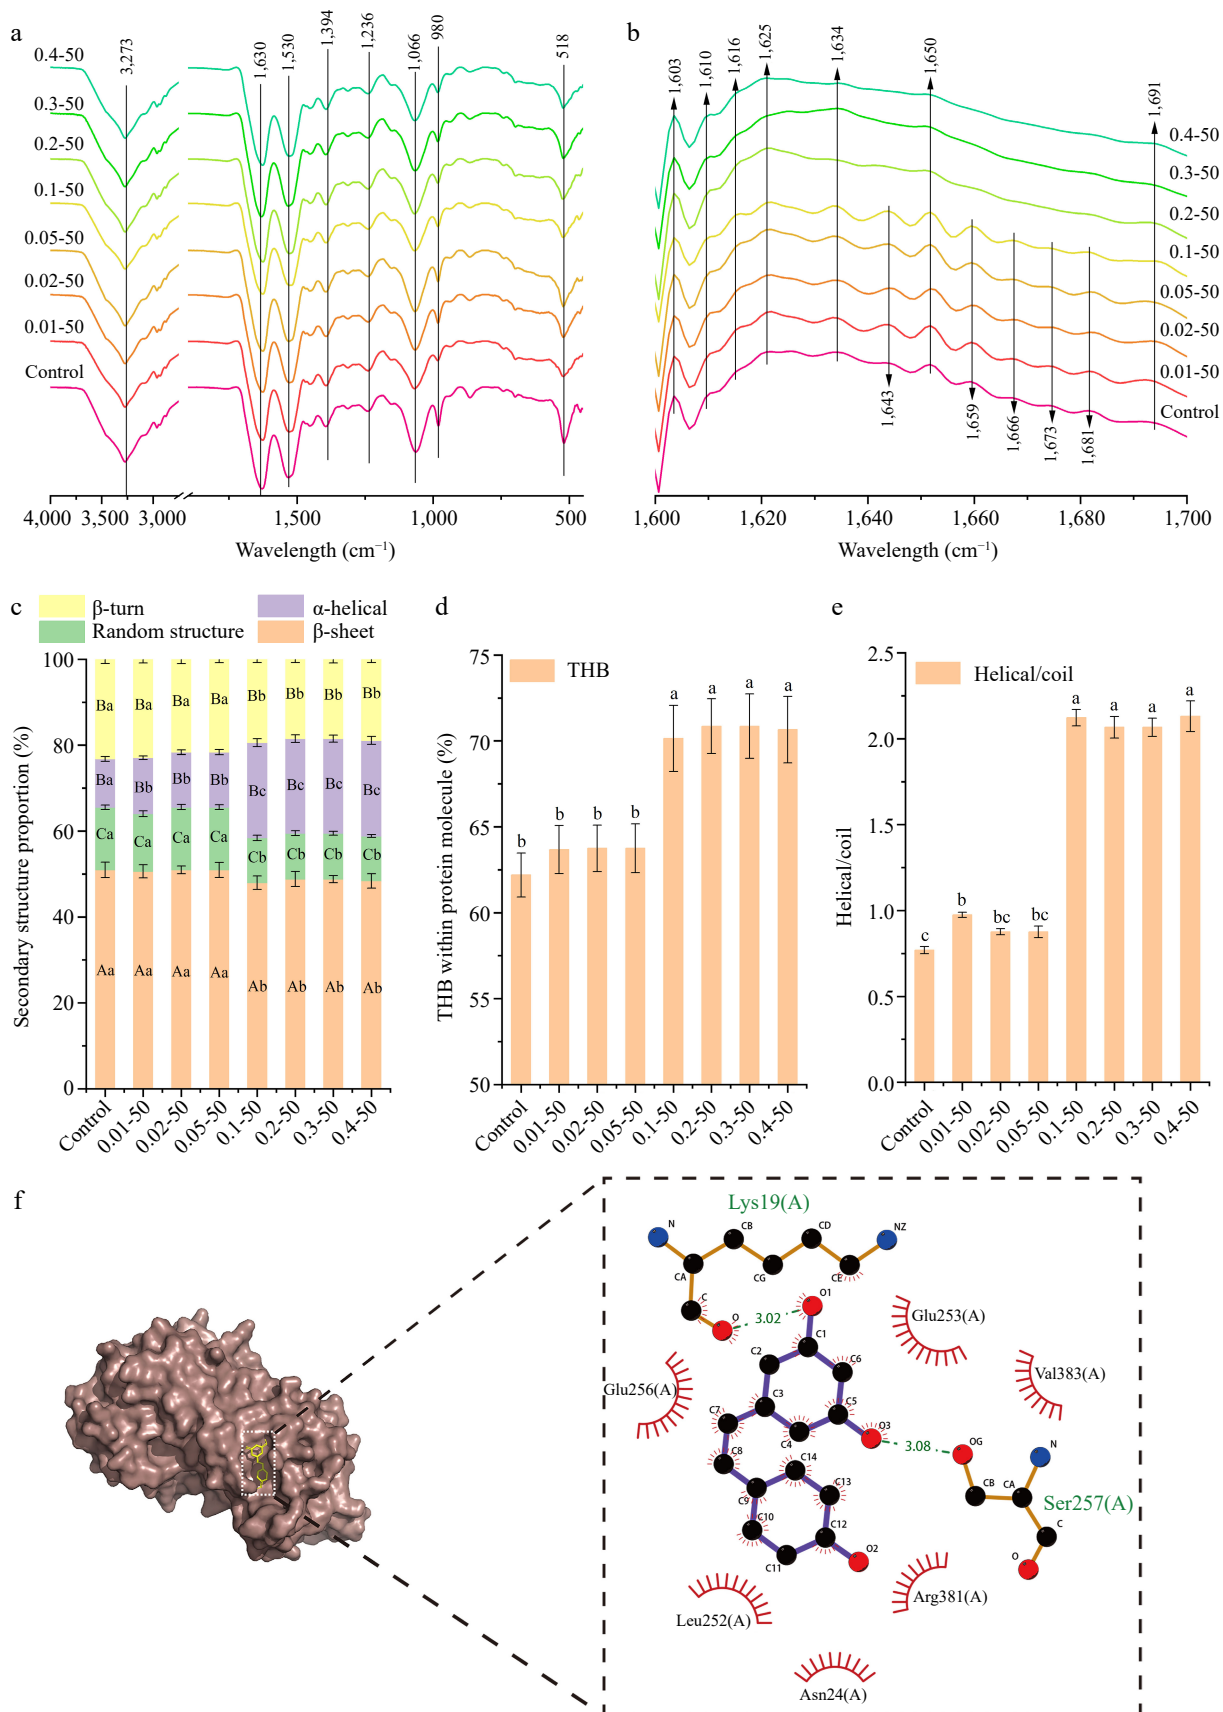 a
0.4-50
0.3-50
0.2-50
0.1-50
0.05-50
0.02-50
0.01-50
Control
3,273
1,630
1,530
1,394
1,236
1,066
980
518
4,000
3,500
3,000
1,500
1,000
500
Wavelength (cm⁻¹)
b
1,603
1,610
1,616
1,625
1,634
1,650
1,691
1,643
1,659
1,666
1,673
1,681
0.4-50
0.3-50
0.2-50
0.1-50
0.05-50
0.02-50
0.01-50
Control
1,600
1,620
1,640
1,660
1,680
1,700
Wavelength (cm⁻¹)
c
β-turn
α-helical
Random structure
β-sheet
Secondary structure proportion (%)
100
80
60
40
20
0
Ba Ba Ba Ba Bb Bb Bb Bb
Ba Bb Bb Bb Bc Bc Bc Bc
Ca Ca Ca Ca Cb Cb Cb Cb
Aa Aa Aa Aa Ab Ab Ab Ab
Control 0.01-50 0.02-50 0.05-50 0.1-50 0.2-50 0.3-50 0.4-50
d
THB
THB within protein molecule (%)
75
70
65
60
55
50
b b b b a a a a
Control 0.01-50 0.02-50 0.05-50 0.1-50 0.2-50 0.3-50 0.4-50
e
Helical/coil
Helical/coil
2.5
2.0
1.5
1.0
0.5
0.0
c b bc bc a a a a
Control 0.01-50 0.02-50 0.05-50 0.1-50 0.2-50 0.3-50 0.4-50
f
Lys19(A)
N
CB
CD
NZ
CA
CG
CE
C
O
3.02
O1
C1
C2
C6
C3
C5
C4
O3
C7
C8
C14
C13
C9
C10
C12
C11
O2
Glu253(A)
Val383(A)
Glu256(A)
3.08
OG
N
CB
CA
Ser257(A)
C
O
Arg381(A)
Leu252(A)
Asn24(A)